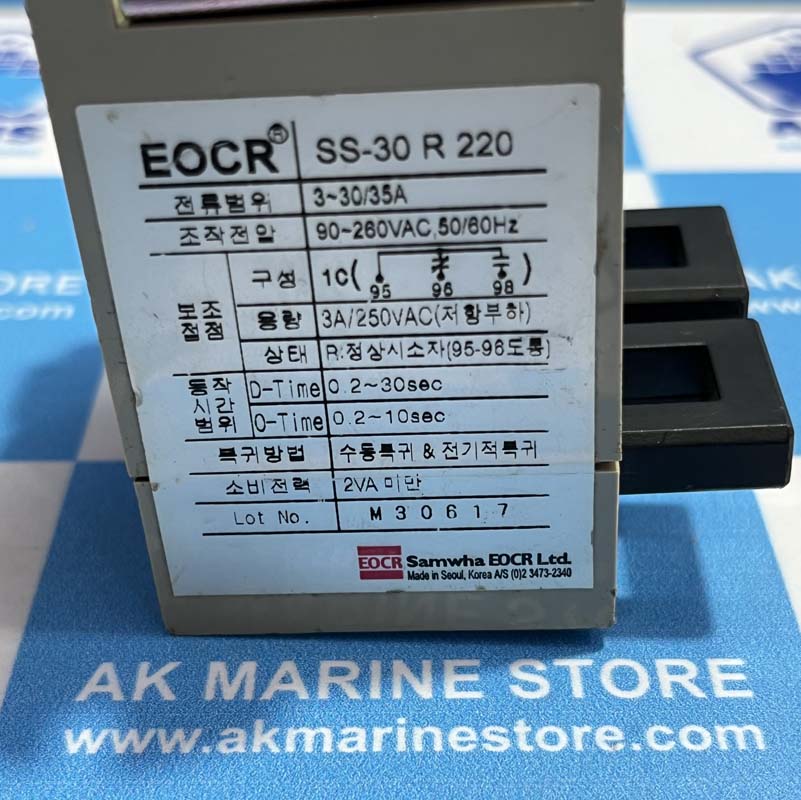 EOCR® SS-30 R 220
전류범위 3~30/35A
조작전압 90~260VAC,50/60Hz
보조접점 구성 1C( 95 96 98 )
용량 3A/250VAC(저항부하)
상태 R:정상시소자(95-96도통)
동작시간범위 D-Time 0.2~30sec
O-Time 0.2~10sec
복귀방법 수동복귀 & 전기적복귀
소비전력 2VA 미만
Lot No. M30617
EOCR Samwha EOCR Ltd.
Made in Seoul, Korea A/S (0)2 3473-2340
AK MARINE STORE
www.akmarinestore.com